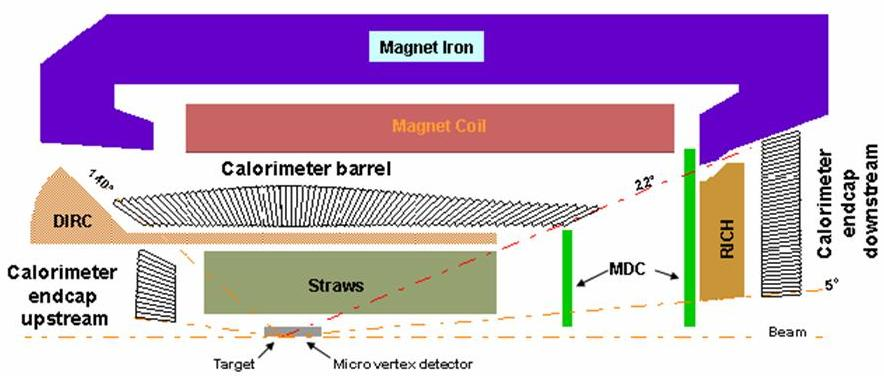 Magnet Iron
Magnet Coil
Calorimeter barrel
140°
22°
DIRC
Calorimeter
endcap
downstream
RICH
Calorimeter
endcap
upstream
Straws
MDC
5°
Beam
Target
Micro vertex detector